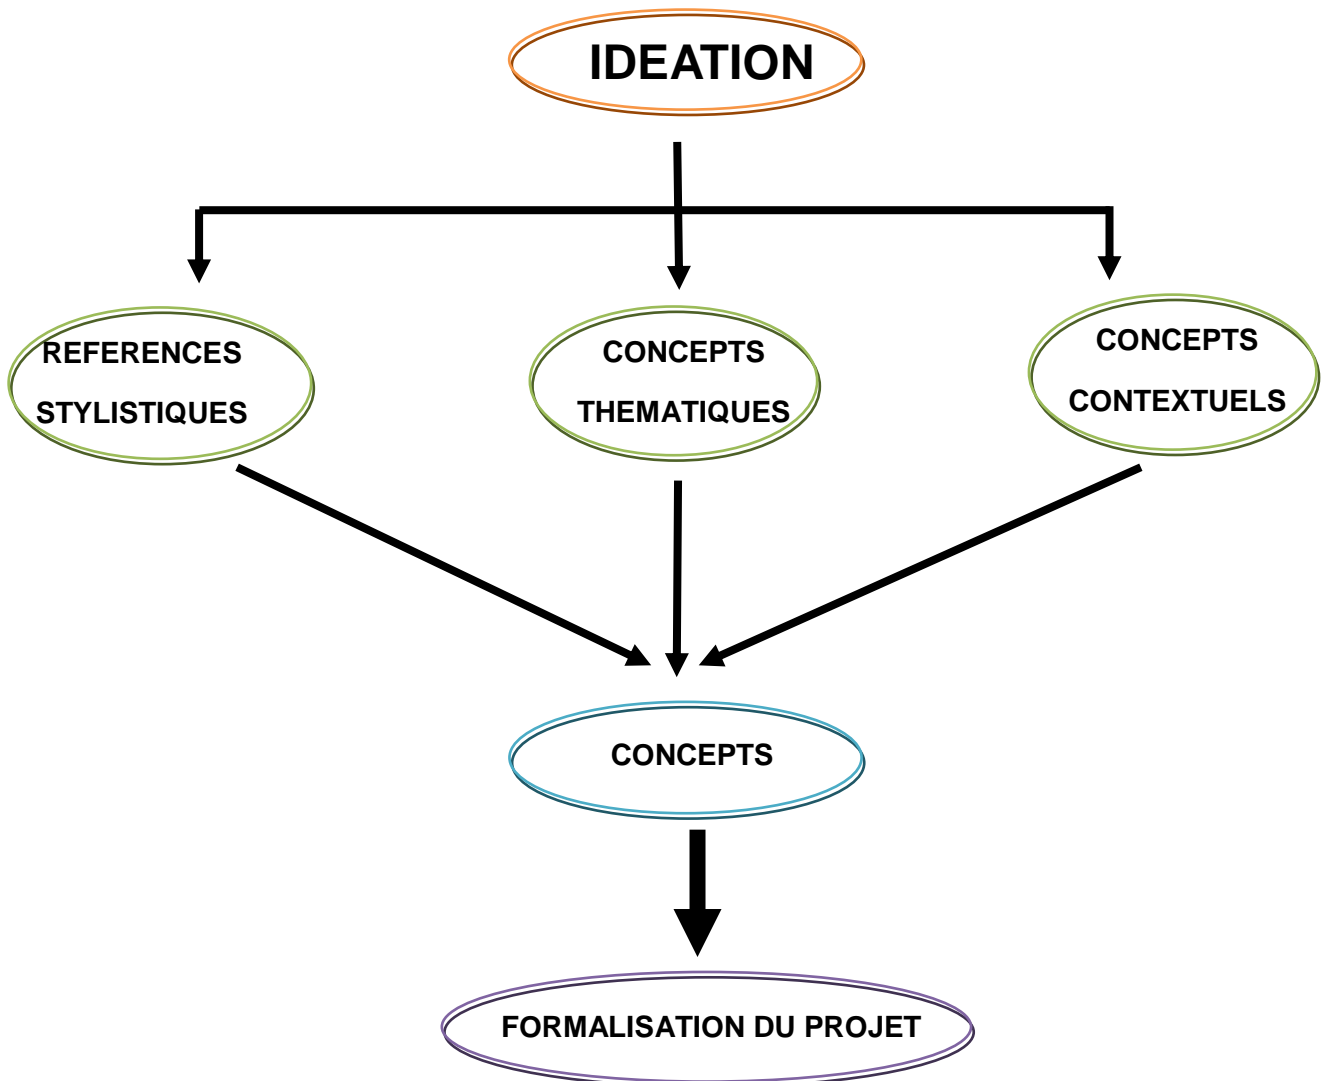 IDEATION
REFERENCES
STYLISTIQUES
CONCEPTS
THEMATIQUES
CONCEPTS
CONTEXTUELS
CONCEPTS
FORMALISATION DU PROJET